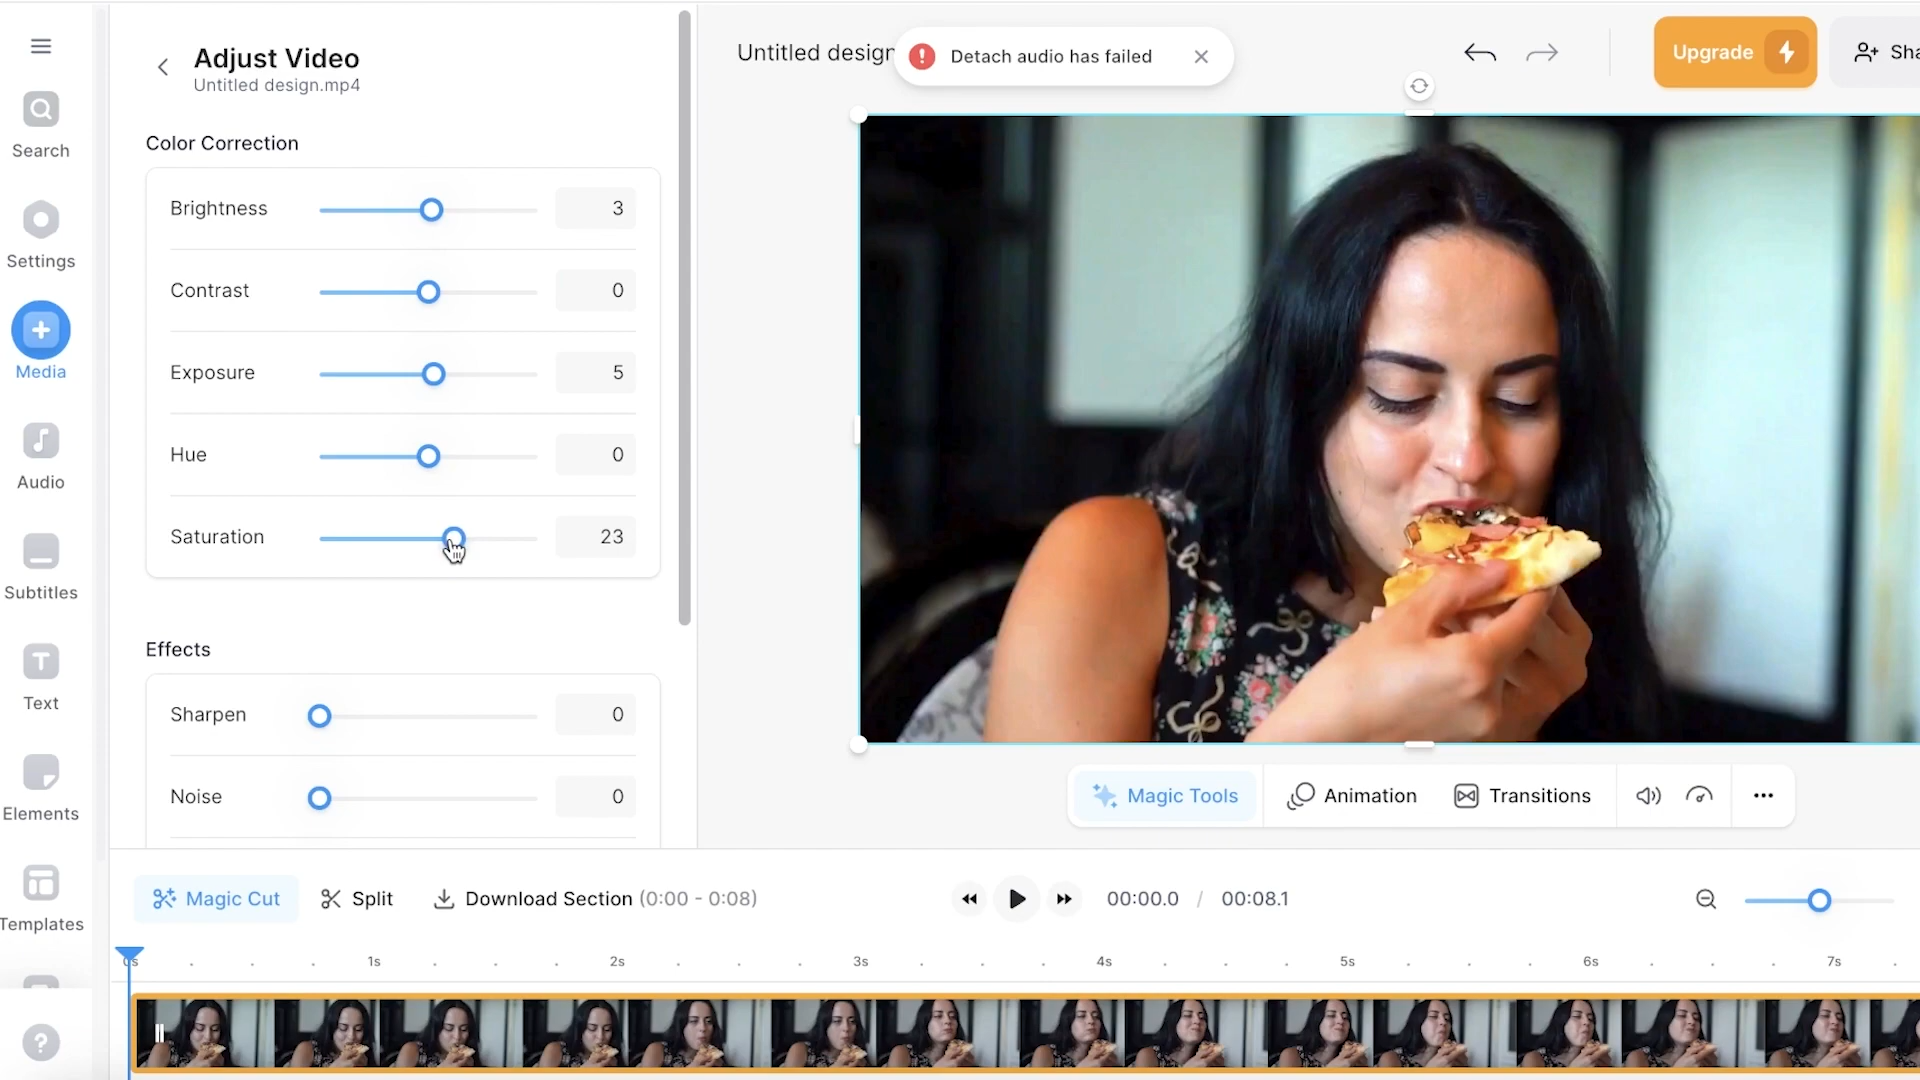 Search
Settings
Media
Audio
Subtitles
Text
Elements
Templates
?
Adjust Video
Untitled design.mp4
Color Correction
Brightness 3
Contrast 0
Exposure 5
Hue 0
Saturation 23
Effects
Sharpen 0
Noise 0
Untitled design
! Detach audio has failed
Upgrade
Sha
Magic Tools
Animation
Transitions
Magic Cut
Split
Download Section (0:00 - 0:08)
00:00.0 / 00:08.1
0s 1s 2s 3s 4s 5s 6s 7s